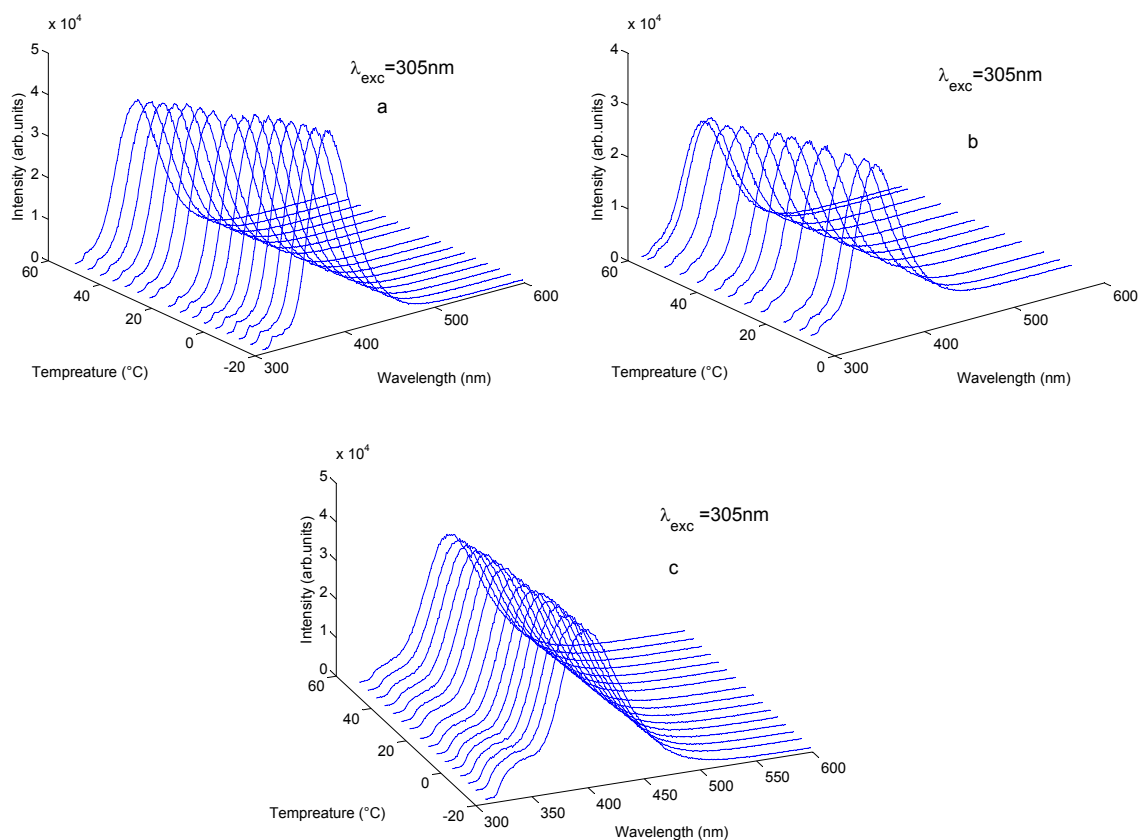 x 10^4
5
4
3
2
1
0
Intensity (arb.units)
λ_exc=305nm
a
60
40
20
0
-20
Tempreature (°C)
300
400
500
600
Wavelength (nm)
x 10^4
4
3
2
1
0
Intensity (arb.units)
λ_exc=305nm
b
60
40
20
0
Tempreature (°C)
300
400
500
600
Wavelength (nm)
x 10^4
5
4
3
2
1
0
Intensity (arb.units)
λ_exc =305nm
c
60
40
20
0
-20
Tempreature (°C)
300
350
400
450
500
550
600
Wavelength (nm)